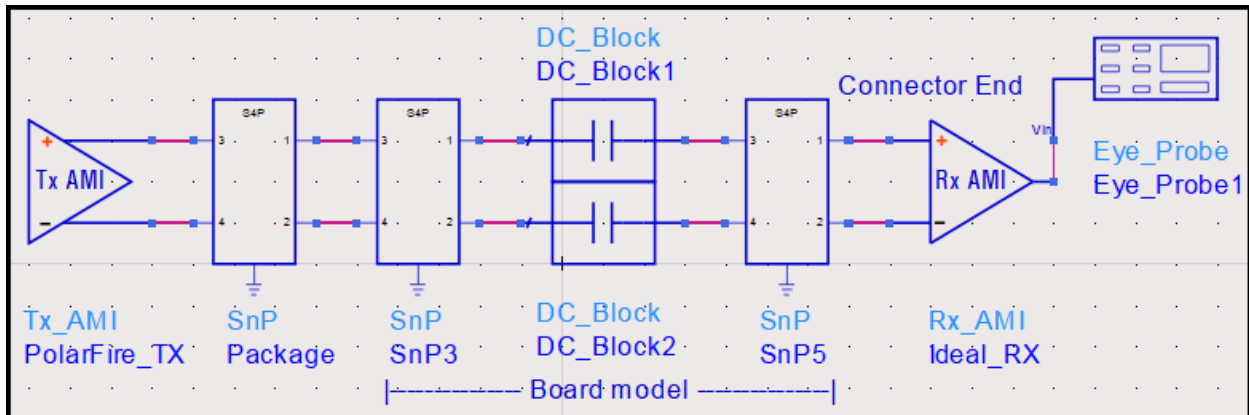 DC_Block
DC_Block1
Connector End
S4P
S4P
S4P
+
3
1
3
1
3
1
+
Vin
Tx AMI
Rx AMI
Eye_Probe
Eye_Probe1
−
4
2
4
2
4
2
−
Tx_AMI
PolarFire_TX
SnP
Package
SnP
SnP3
DC_Block
DC_Block2
SnP
SnP5
Rx_AMI
Ideal_RX
|--------------- Board model ---------------|